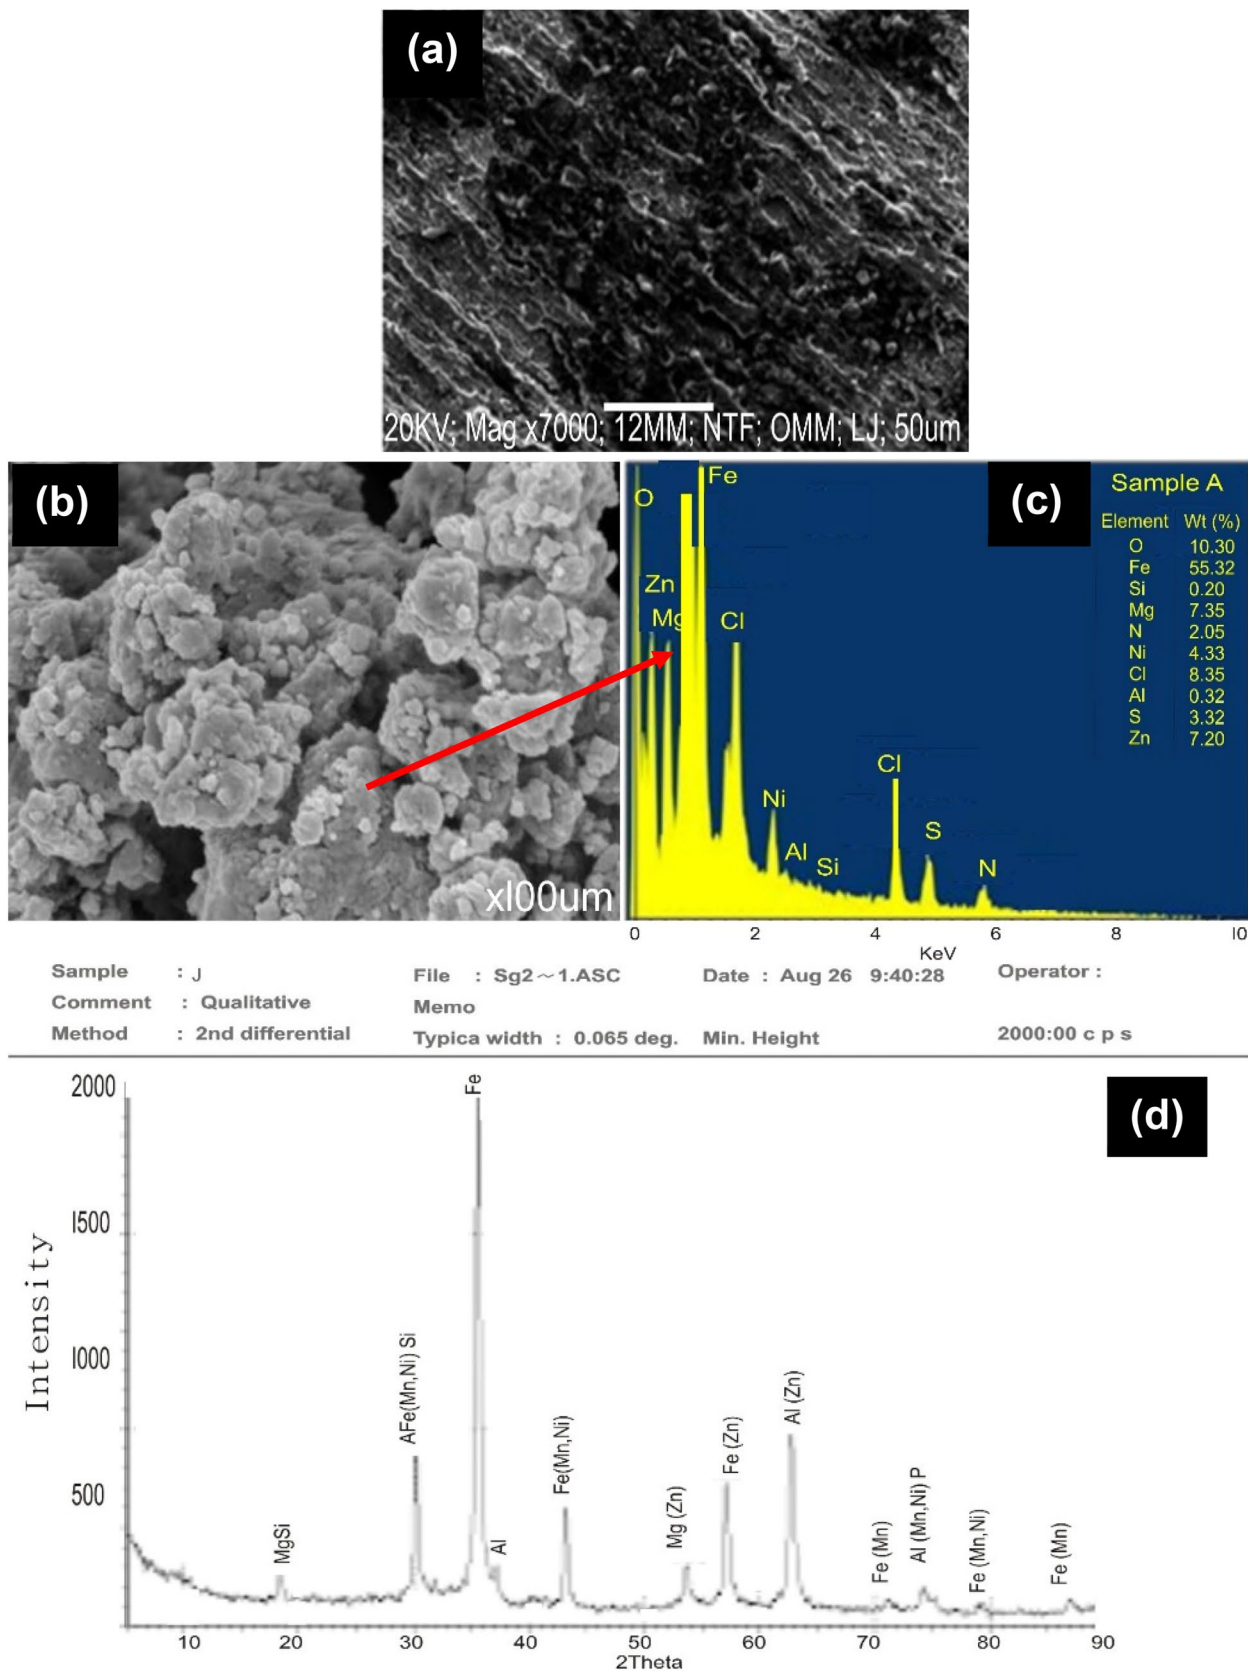 (a)
20KV; Mag x7000; 12MM; NTF; OMM; LJ; 50um
(b)
xl00um
(c)
Sample A
Element Wt (%)
O 10.30
Fe 55.32
Si 0.20
Mg 7.35
N 2.05
Ni 4.33
Cl 8.35
Al 0.32
S 3.32
Zn 7.20
O
Fe
Zn
Mg
Cl
Ni
Al
Si
Cl
S
N
0 2 4 6 8 l0
KeV
Sample : J File : Sg2~1.ASC Date : Aug 26 9:40:28 Operator :
Comment : Qualitative Memo
Method : 2nd differential Typica width : 0.065 deg. Min. Height 2000:00 c p s
(d)
Intensity
2000
l500
l000
500
MgSi
AFe(Mn,Ni) Si
Fe
Al
Fe(Mn,Ni)
Mg (Zn)
Fe (Zn)
Al (Zn)
Fe (Mn)
Al (Mn,Ni) P
Fe (Mn,Ni)
Fe (Mn)
10 20 30 40 50 60 70 80 90
2Theta